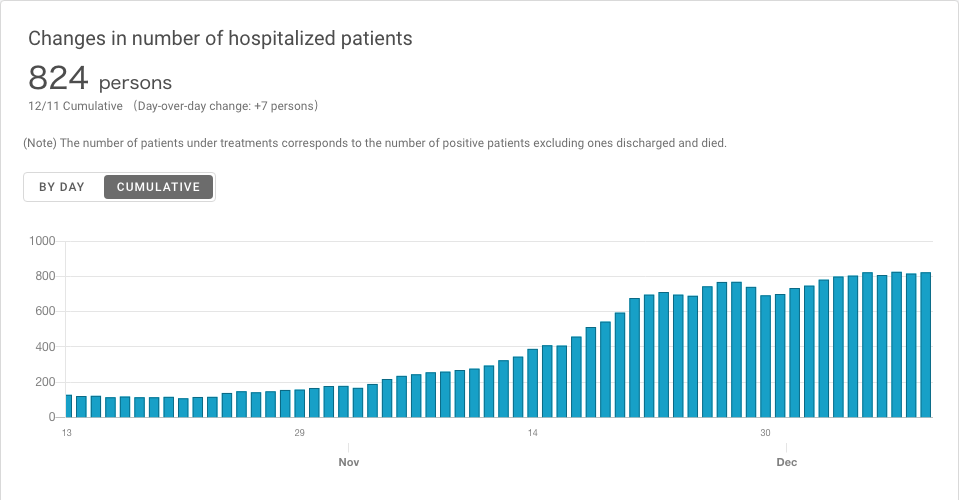 Changes in number of hospitalized patients
824 persons
12/11 Cumulative （Day-over-day change: +7 persons）
(Note) The number of patients under treatments corresponds to the number of positive patients excluding ones discharged and died.
BY DAY CUMULATIVE
1000
800
600
400
200
0
13 29 14 30
Nov Dec